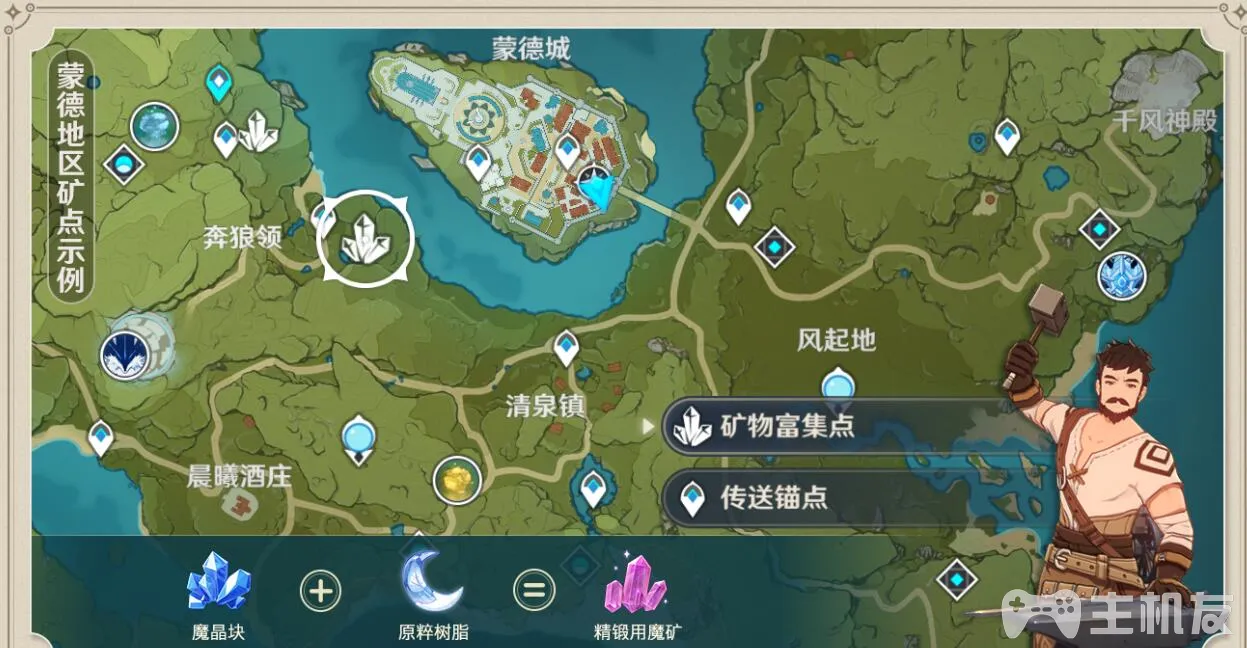 蒙德地区矿点示例
蒙德城
千风神殿
奔狼领
风起地
清泉镇
矿物富集点
晨曦酒庄
传送锚点
魔晶块
原粹树脂
精锻用魔矿
主机友